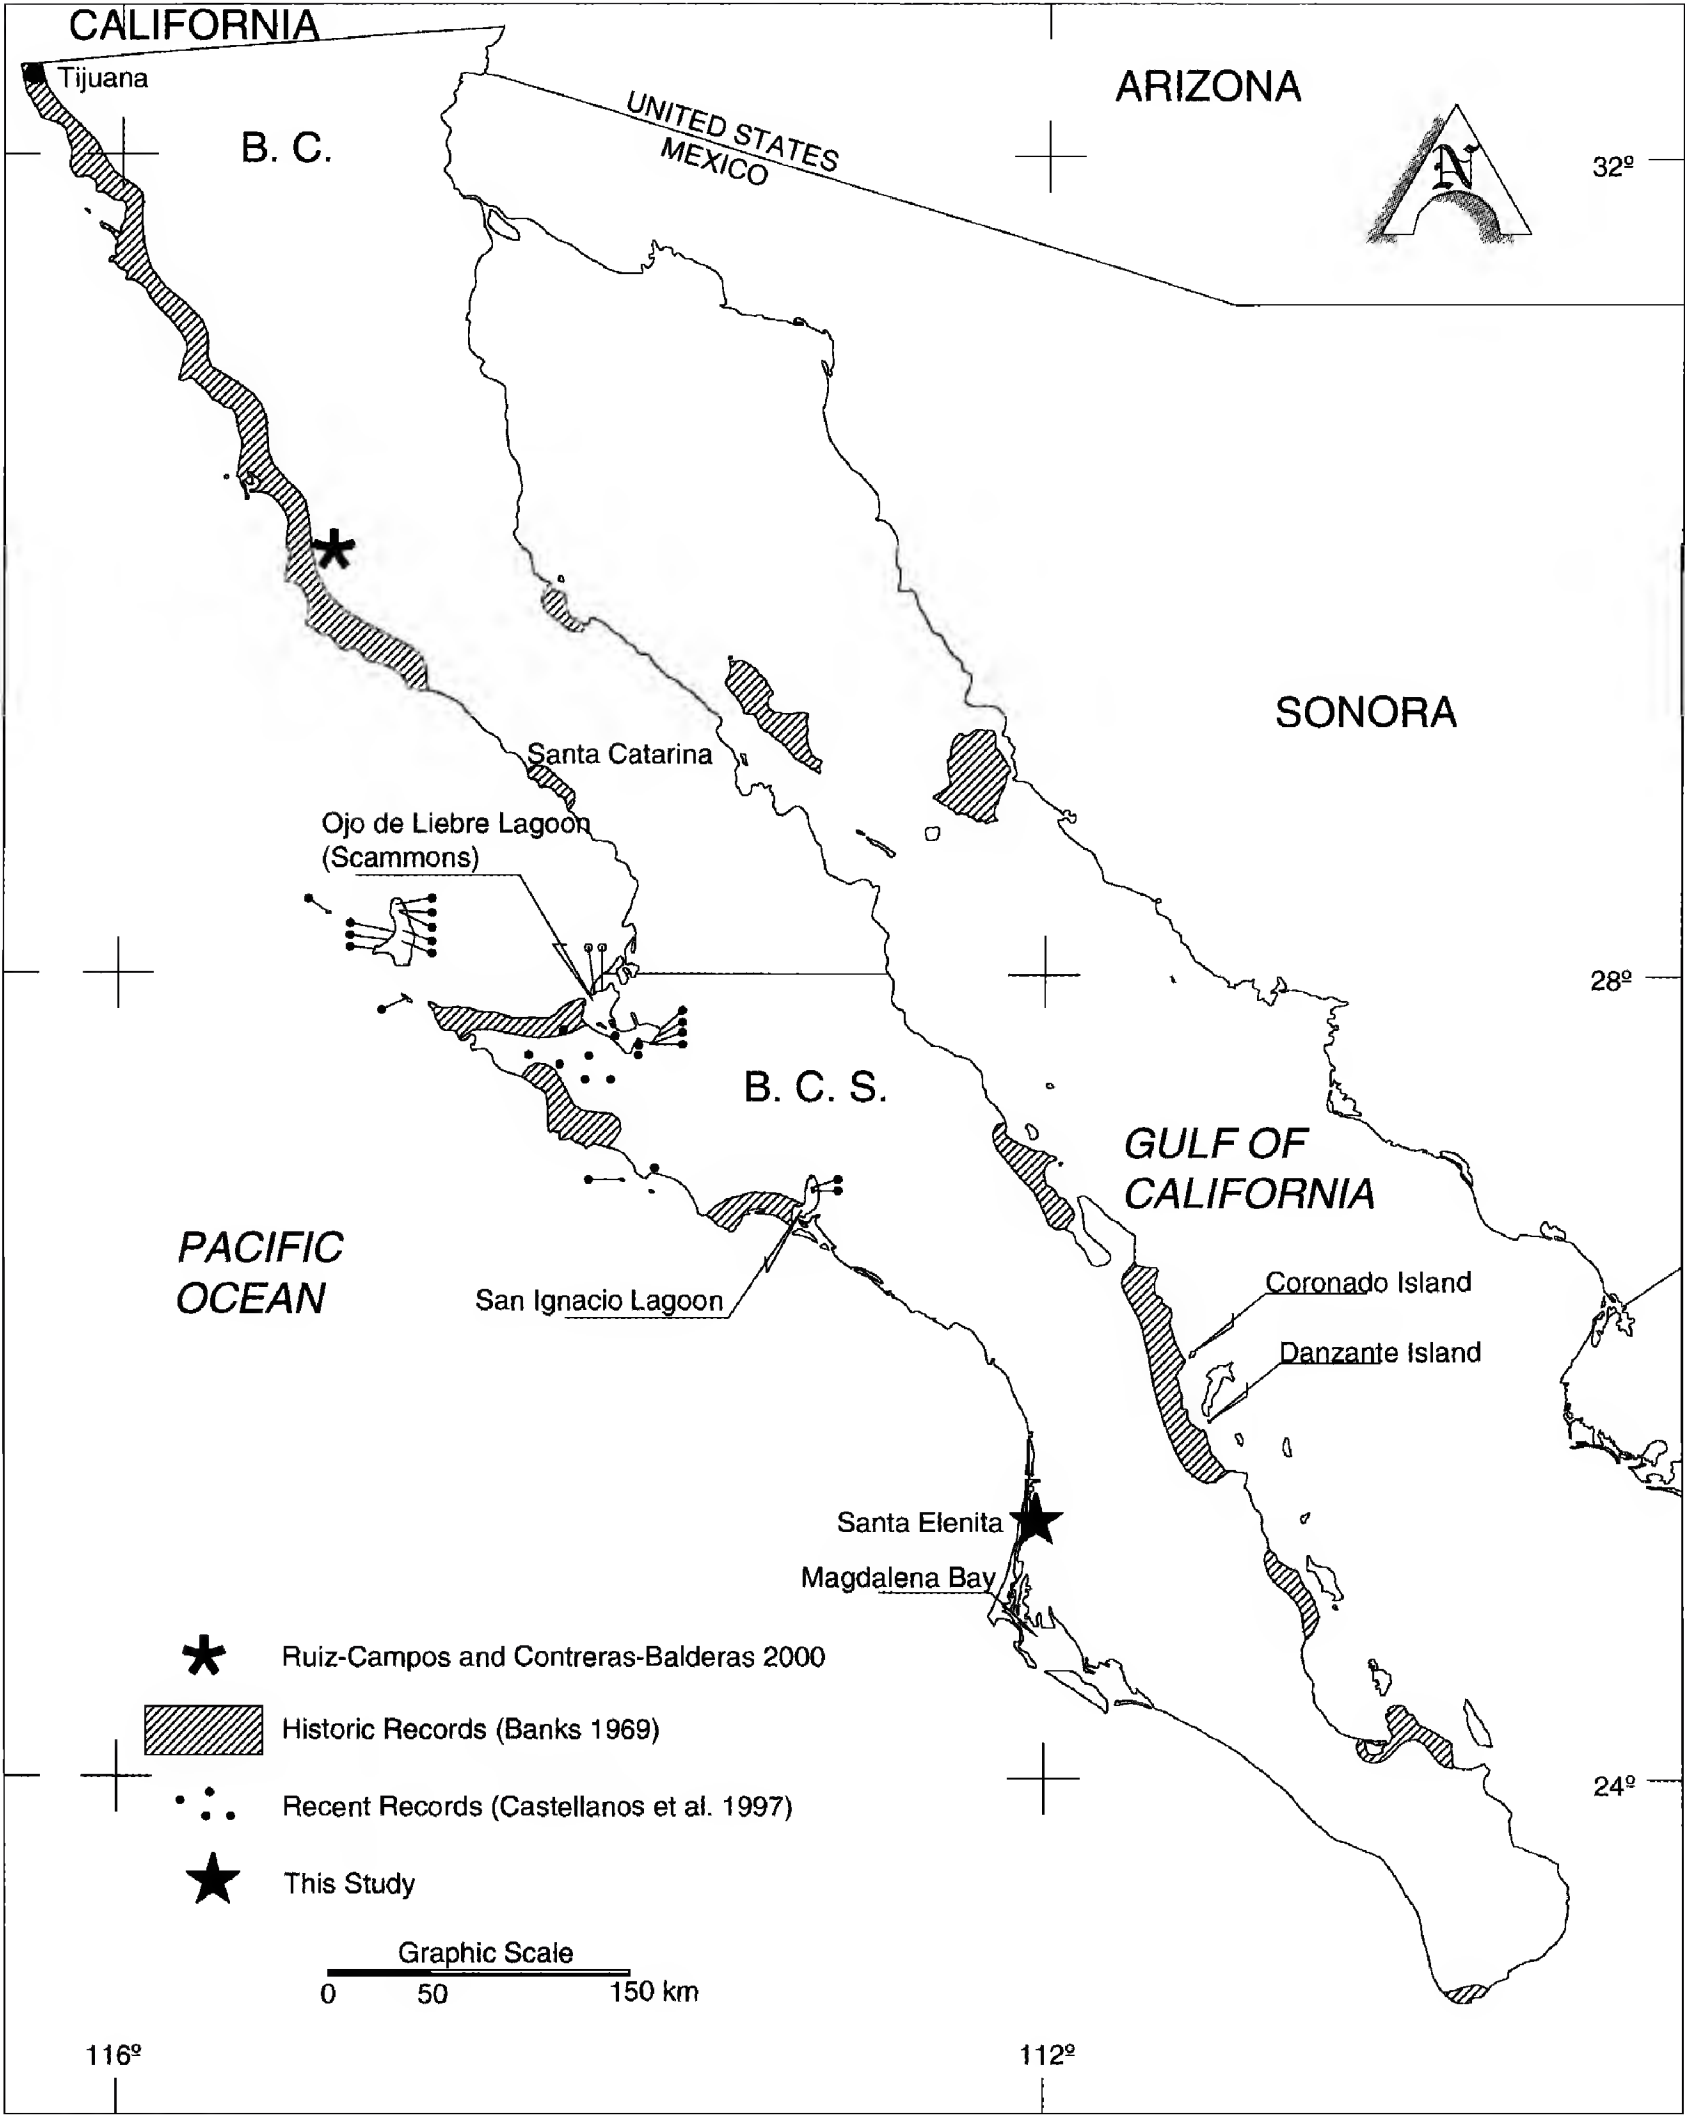 CALIFORNIA
Tijuana
B. C.
UNITED STATES
MEXICO
ARIZONA
N
32º
SONORA
Santa Catarina
Ojo de Liebre Lagoon
(Scammons)
28º
B. C. S.
GULF OF
CALIFORNIA
PACIFIC
OCEAN
San Ignacio Lagoon
Coronado Island
Danzante Island
Santa Elenita
Magdalena Bay
Ruiz-Campos and Contreras-Balderas 2000
Historic Records (Banks 1969)
Recent Records (Castellanos et al. 1997)
This Study
24º
Graphic Scale
0 50 150 km
116º 112º